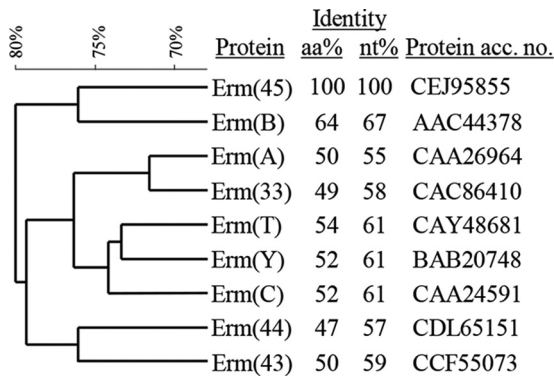 80%
75%
70%
Identity
Protein aa% nt% Protein acc. no.
Erm(45) 100 100 CEJ95855
Erm(B) 64 67 AAC44378
Erm(A) 50 55 CAA26964
Erm(33) 49 58 CAC86410
Erm(T) 54 61 CAY48681
Erm(Y) 52 61 BAB20748
Erm(C) 52 61 CAA24591
Erm(44) 47 57 CDL65151
Erm(43) 50 59 CCF55073